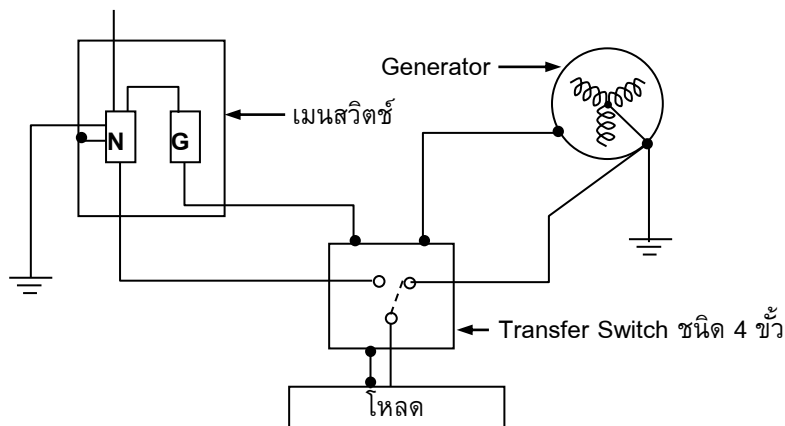 Generator
เมนสวิตช์
N
G
Transfer Switch ชนิด 4 ขั้ว
โหลด